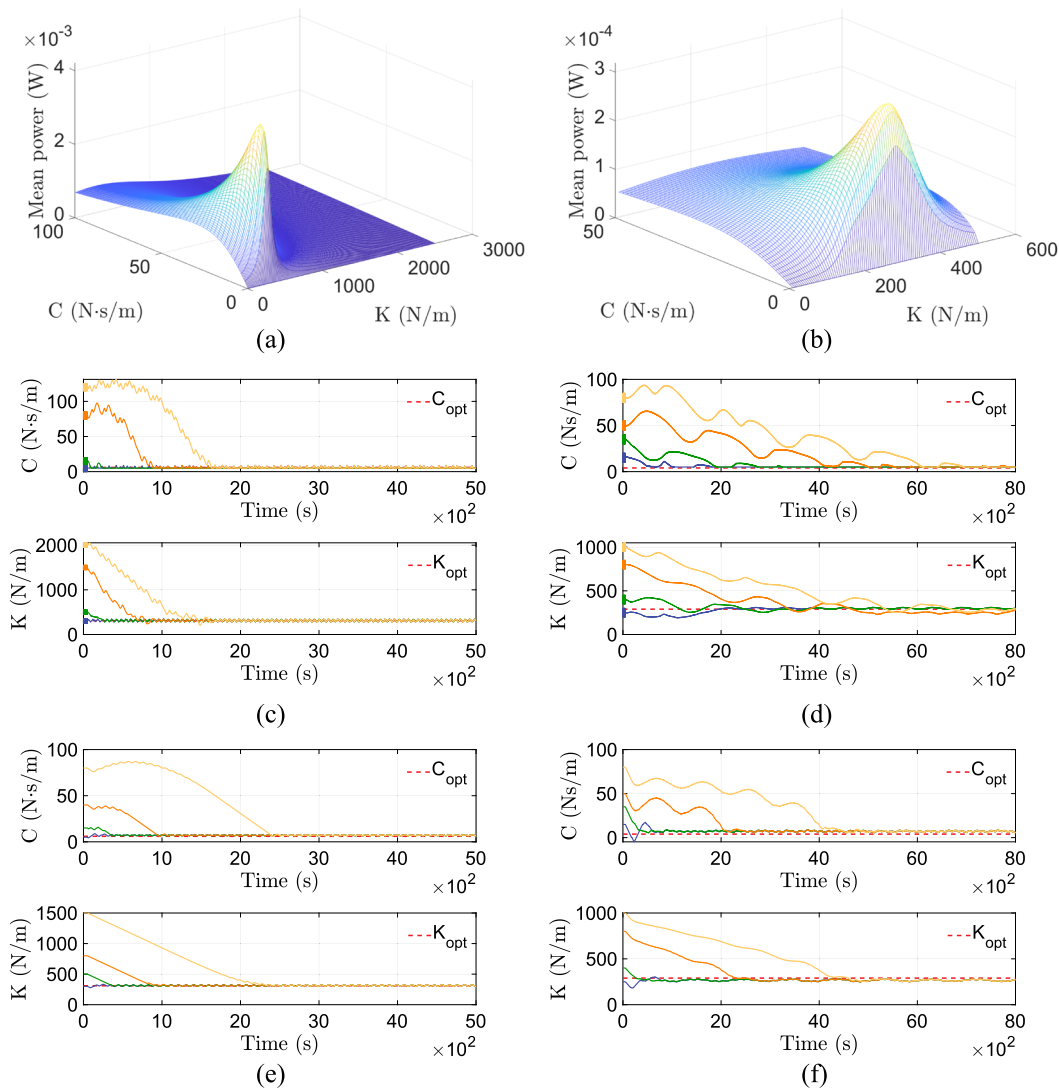 ×10⁻³
Mean power (W)
4
2
0
100
50
0
C (N·s/m)
0
1000
2000
3000
K (N/m)
(a)
×10⁻⁴
Mean power (W)
3
2
1
0
50
0
C (N·s/m)
0
200
400
600
K (N/m)
(b)
C (N·s/m)
100
50
0
C_opt
0 10 20 30 40 50
Time (s)
×10²
K (N/m)
2000
1000
0
K_opt
0 10 20 30 40 50
Time (s)
×10²
(c)
C (Ns/m)
100
50
0
C_opt
0 20 40 60 80
Time (s)
×10²
K (N/m)
1000
500
0
K_opt
0 20 40 60 80
Time (s)
×10²
(d)
C (N·s/m)
100
50
0
C_opt
0 10 20 30 40 50
Time (s)
×10²
K (N/m)
1500
1000
500
0
K_opt
0 10 20 30 40 50
Time (s)
×10²
(e)
C (Ns/m)
100
50
0
C_opt
0 20 40 60 80
Time (s)
×10²
K (N/m)
1000
500
0
K_opt
0 20 40 60 80
Time (s)
×10²
(f)